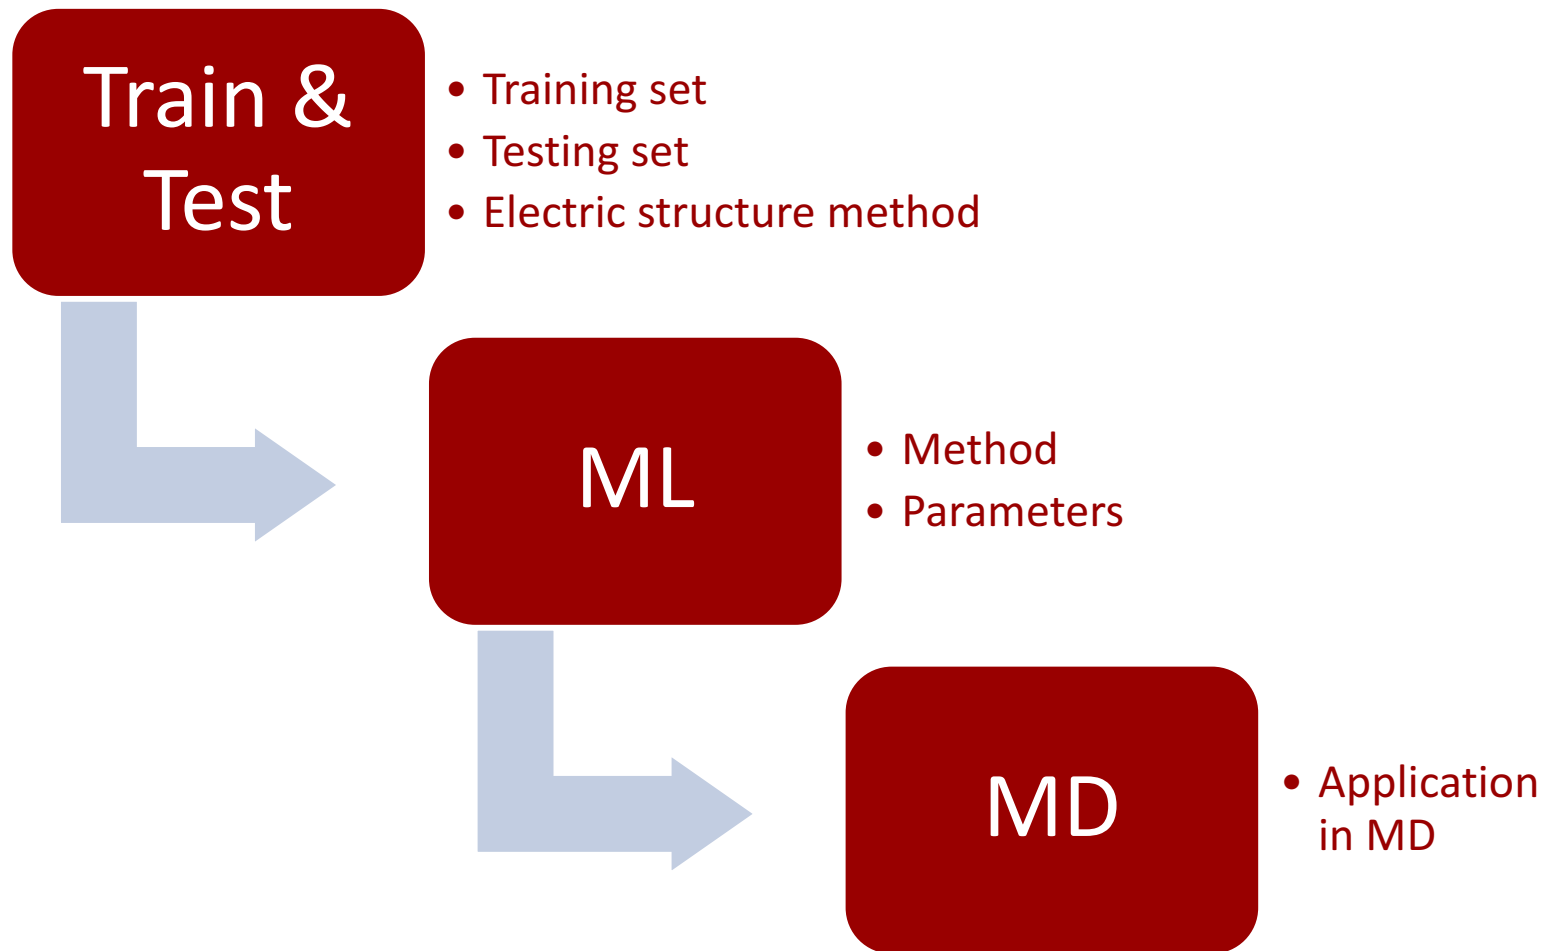 Train &
Test
• Training set
• Testing set
• Electric structure method
ML
• Method
• Parameters
MD
• Application
in MD